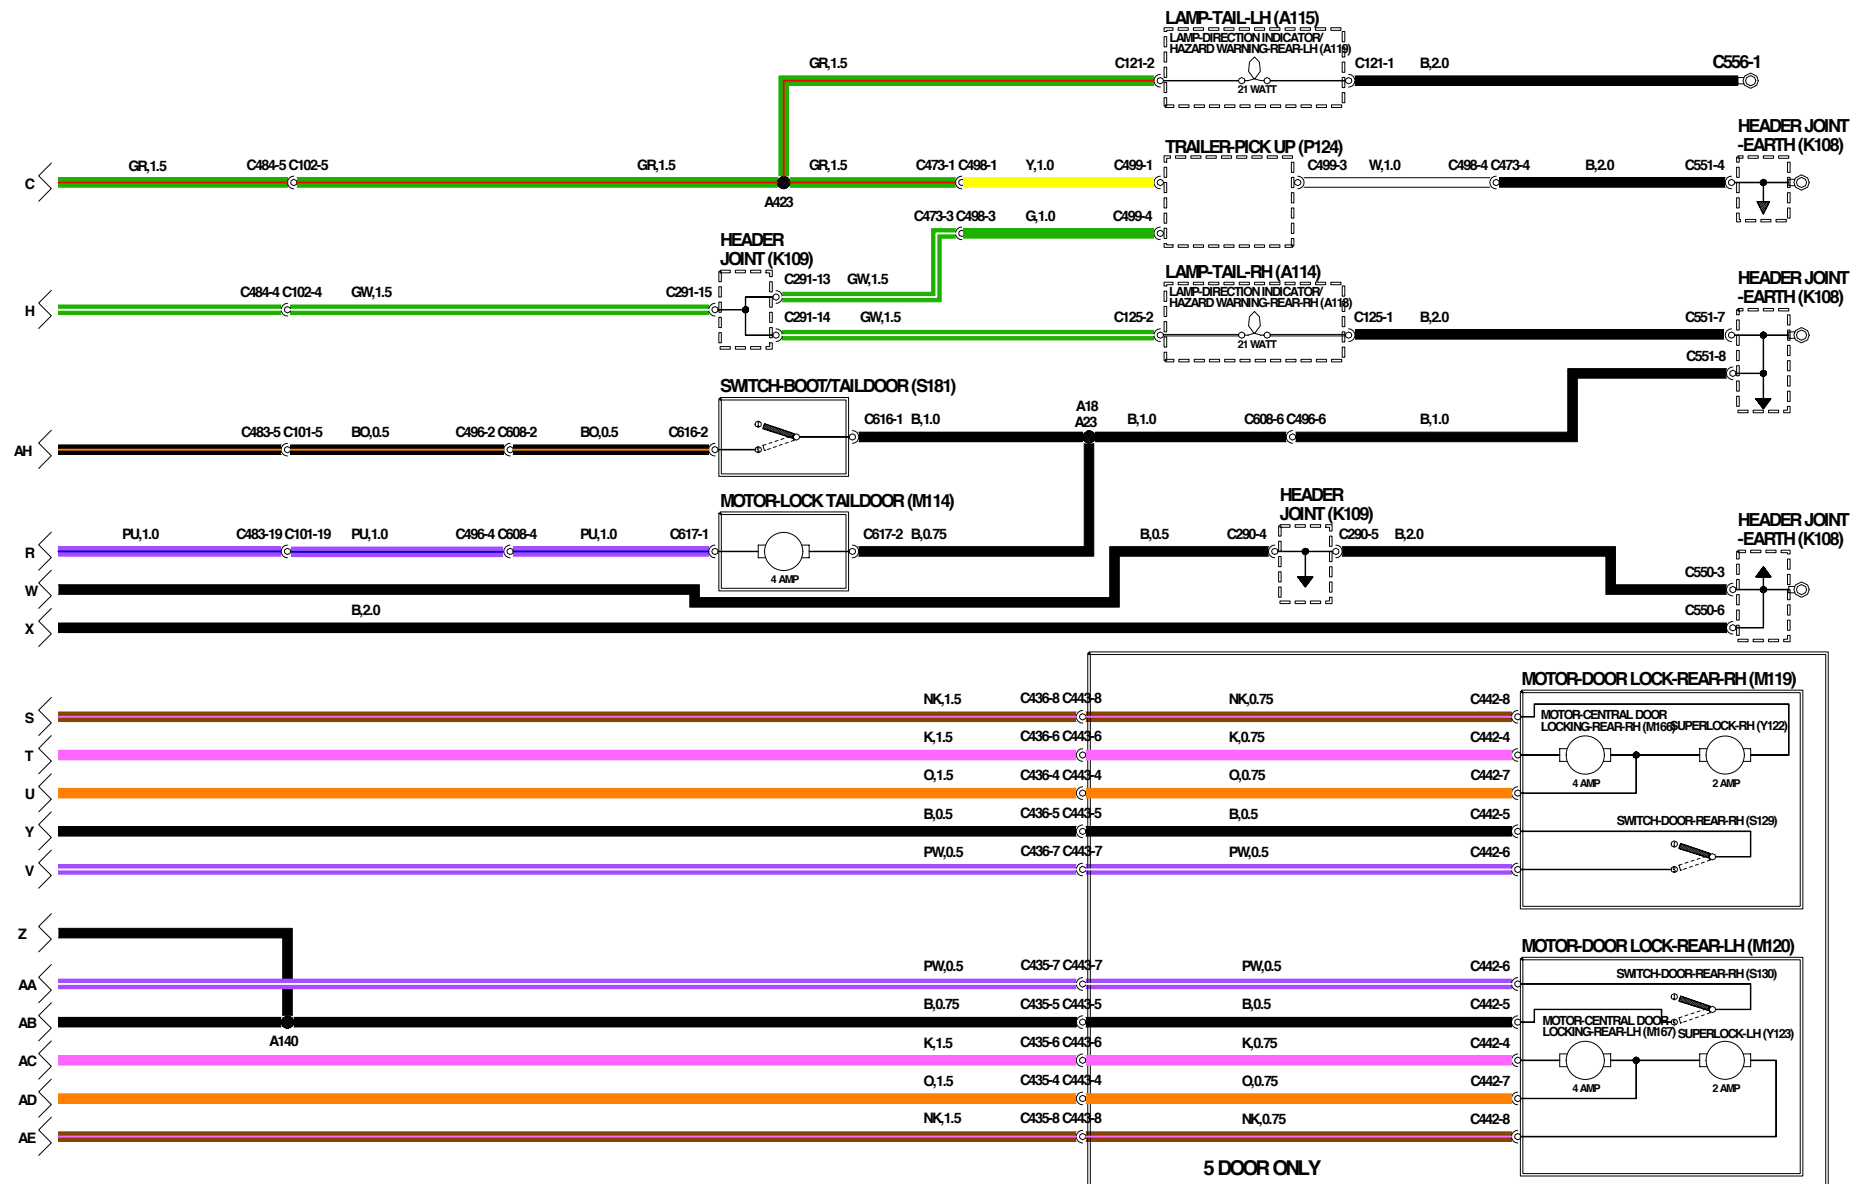 LAMP-TAIL-LH (A115)
LAMP-DIRECTION INDICATOR/
HAZARD WARNING-REAR-LH (A119)
GR,1.5
C121-2
21 WATT
C121-1
B,2.0
C556-1
HEADER JOINT
-EARTH (K108)
C
GR,1.5
C484-5 C102-5
GR,1.5
A423
GR,1.5
C473-1 C498-1
Y,1.0
C499-1
TRAILER-PICK UP (P124)
C499-3
W,1.0
C498-4 C473-4
B,2.0
C551-4
C473-3 C498-3
G,1.0
C499-4
HEADER
JOINT (K109)
H
C484-4 C102-4
GW,1.5
C291-15
C291-13
GW,1.5
C291-14
GW,1.5
C125-2
LAMP-TAIL-RH (A114)
LAMP-DIRECTION INDICATOR/
HAZARD WARNING-REAR-RH (A118)
21 WATT
C125-1
B,2.0
HEADER JOINT
-EARTH (K108)
C551-7
C551-8
SWITCH-BOOT/TAILDOOR (S181)
AH
C483-5 C101-5
BO,0.5
C496-2 C608-2
BO,0.5
C616-2
C616-1 B,1.0
A18
A23
B,1.0
C608-6 C496-6
B,1.0
MOTOR-LOCK TAILDOOR (M114)
R
PU,1.0
C483-19 C101-19
PU,1.0
C496-4 C608-4
PU,1.0
C617-1
4 AMP
C617-2 B,0.75
B,0.5
HEADER
JOINT (K109)
C290-4
C290-5
B,2.0
HEADER JOINT
-EARTH (K108)
C550-3
C550-6
W
X
B,2.0
MOTOR-DOOR LOCK-REAR-RH (M119)
S
NK,1.5
C436-8 C443-8
NK,0.75
C442-8
MOTOR-CENTRAL DOOR
LOCKING-REAR-RH (M166)
SUPERLOCK-RH (Y122)
T
K,1.5
C436-6 C443-6
K,0.75
C442-4
4 AMP
2 AMP
U
O,1.5
C436-4 C443-4
O,0.75
C442-7
Y
B,0.5
C436-5 C443-5
B,0.5
C442-5
SWITCH-DOOR-REAR-RH (S129)
V
PW,0.5
C436-7 C443-7
PW,0.5
C442-6
Z
MOTOR-DOOR LOCK-REAR-LH (M120)
AA
PW,0.5
C435-7 C443-7
PW,0.5
C442-6
SWITCH-DOOR-REAR-RH (S130)
AB
A140
B,0.75
C435-5 C443-5
B,0.5
C442-5
MOTOR-CENTRAL DOOR-
LOCKING-REAR-LH (M167)
SUPERLOCK-LH (Y123)
AC
K,1.5
C435-6 C443-6
K,0.75
C442-4
4 AMP
2 AMP
AD
O,1.5
C435-4 C443-4
O,0.75
C442-7
AE
NK,1.5
C435-8 C443-8
NK,0.75
C442-8
5 DOOR ONLY